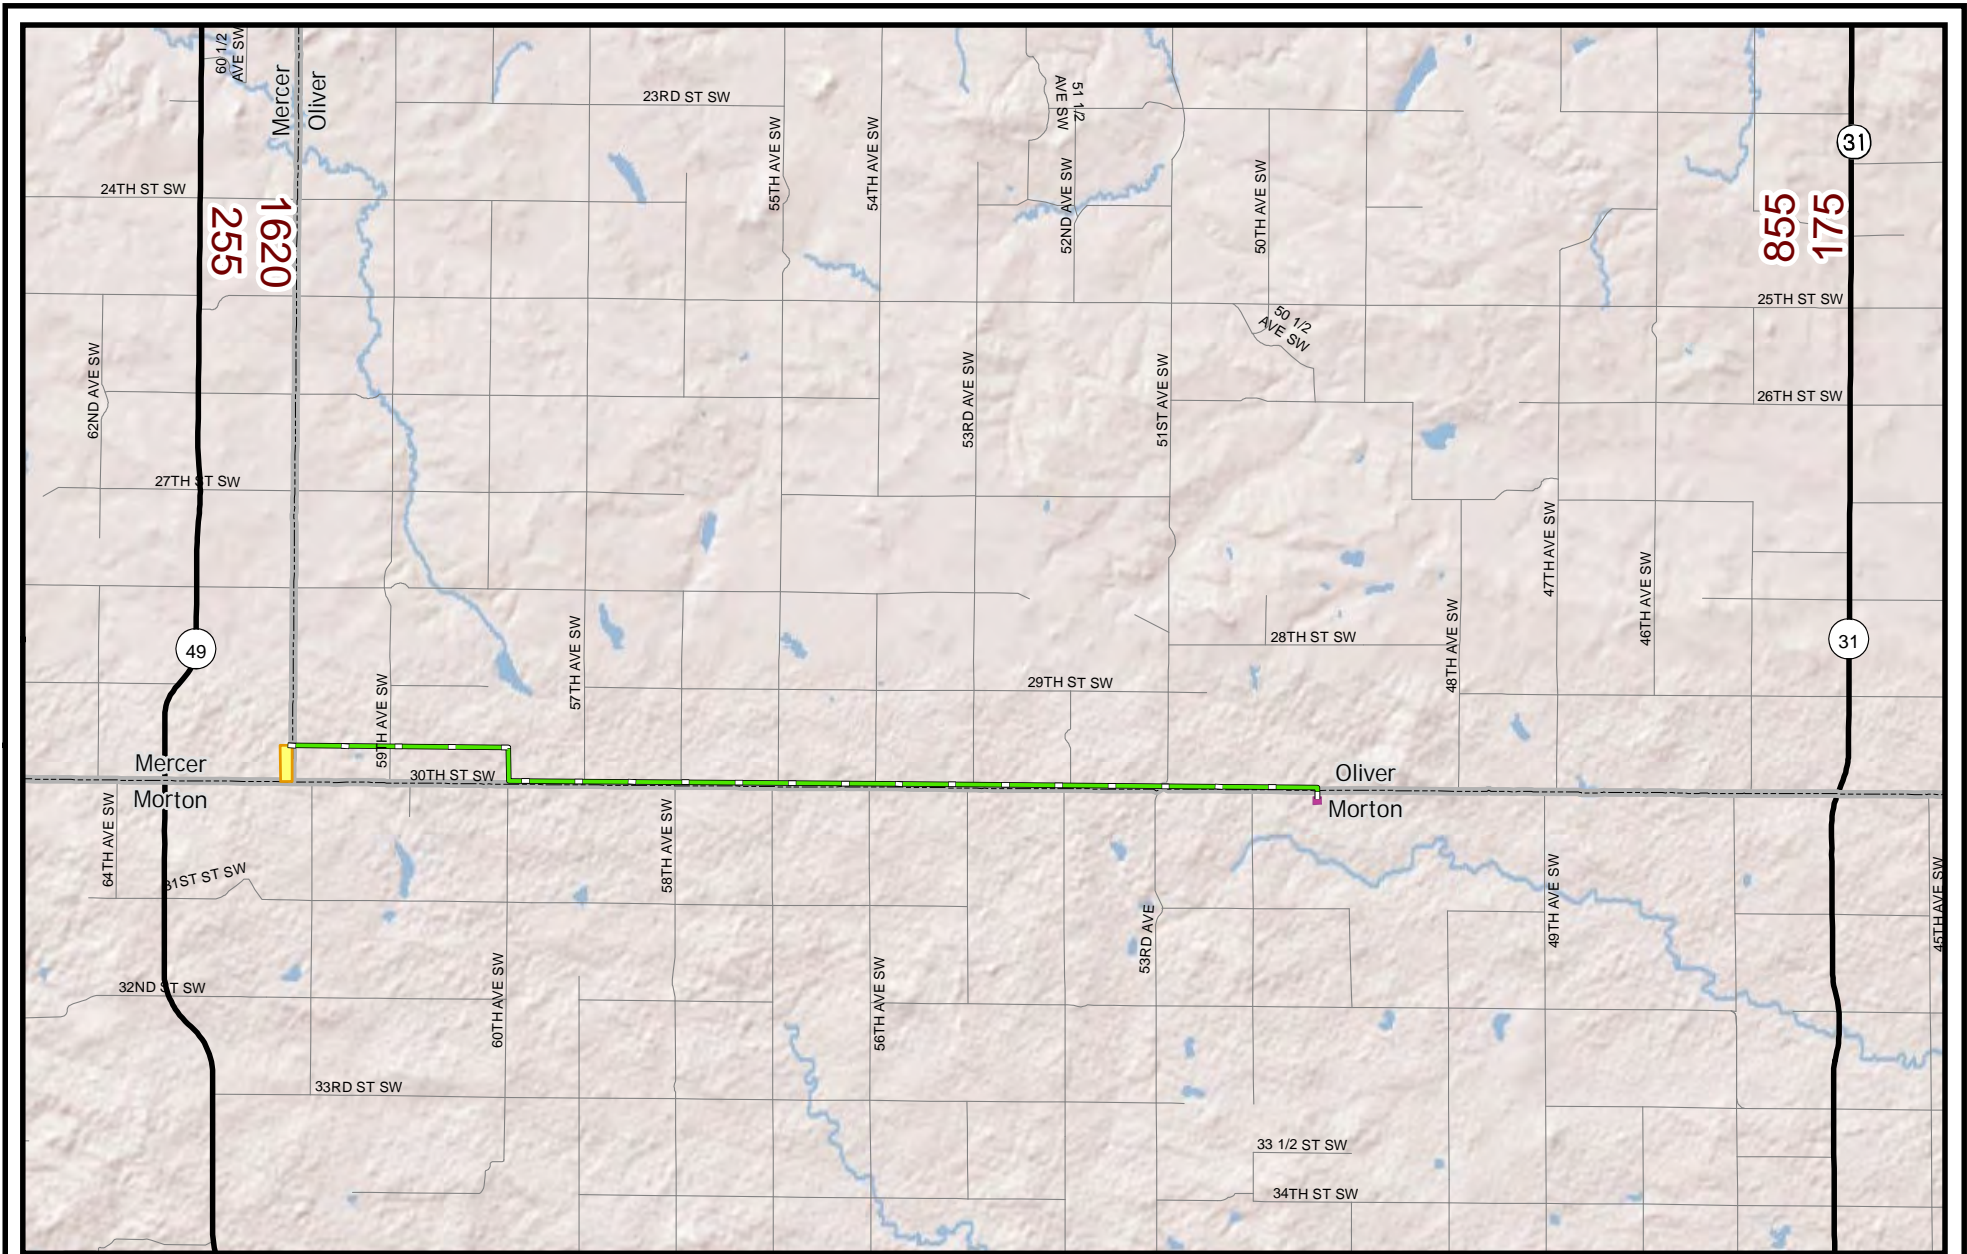 60 1/2
AVE SW
Mercer
Oliver
23RD ST SW
51 1/2
AVE SW
31
55TH AVE SW
54TH AVE SW
52ND AVE SW
50TH AVE SW
24TH ST SW
1620
255
855
175
25TH ST SW
50 1/2
AVE SW
62ND AVE SW
53RD AVE SW
51ST AVE SW
26TH ST SW
27TH ST SW
47TH AVE SW
46TH AVE SW
48TH AVE SW
57TH AVE SW
28TH ST SW
49
31
59TH AVE SW
29TH ST SW
Mercer
30TH ST SW
Oliver
Morton
Morton
64TH AVE SW
58TH AVE SW
31ST ST SW
53RD AVE
49TH AVE SW
45TH AVE SW
32ND ST SW
60TH AVE SW
56TH AVE SW
33RD ST SW
33 1/2 ST SW
34TH ST SW